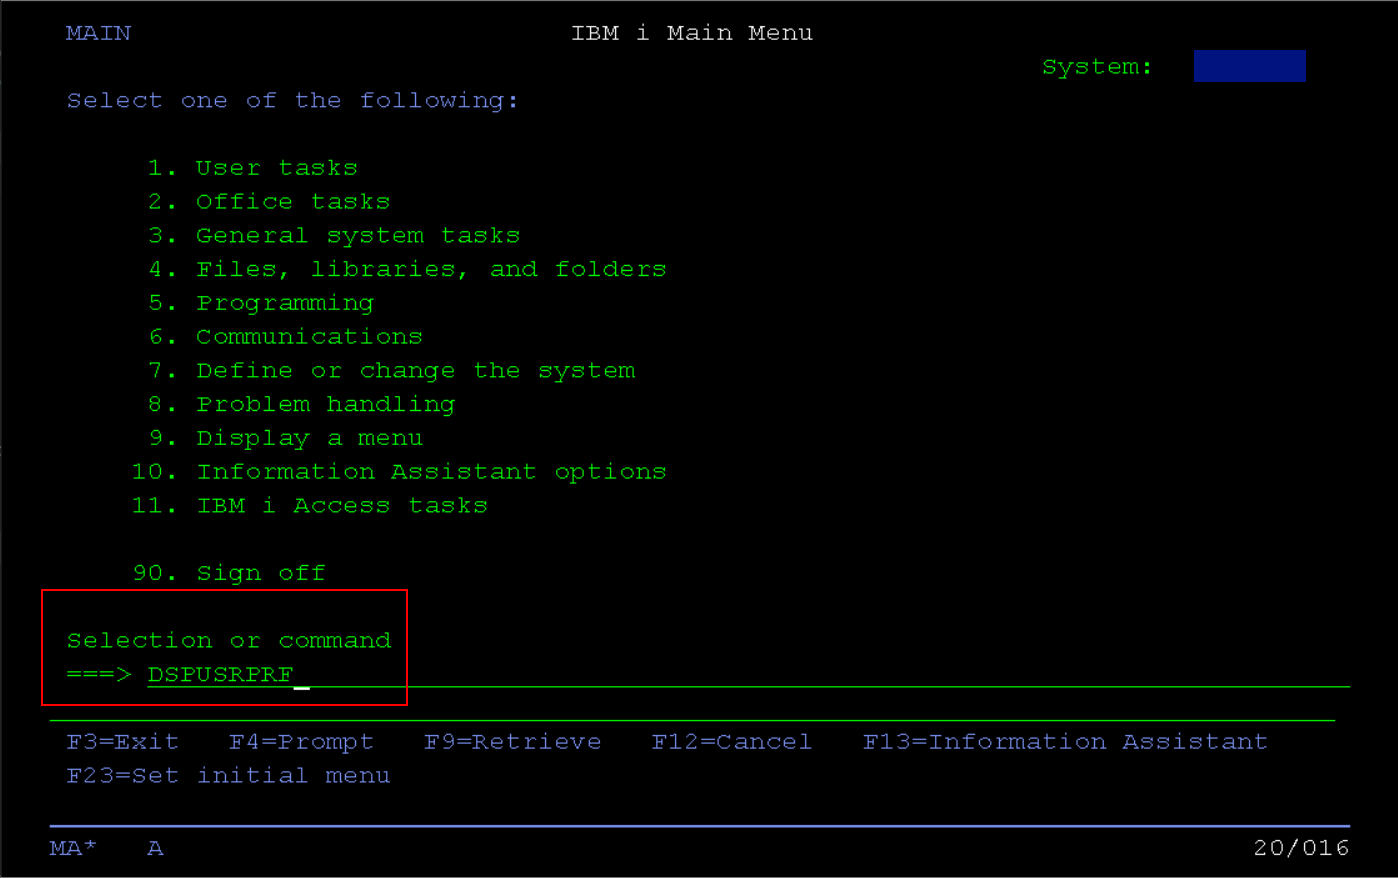 MAIN IBM i Main Menu
System:
Select one of the following:
1. User tasks
2. Office tasks
3. General system tasks
4. Files, libraries, and folders
5. Programming
6. Communications
7. Define or change the system
8. Problem handling
9. Display a menu
10. Information Assistant options
11. IBM i Access tasks
90. Sign off
Selection or command
===> DSPUSRPRF_
F3=Exit F4=Prompt F9=Retrieve F12=Cancel F13=Information Assistant
F23=Set initial menu
MA* A 20/016